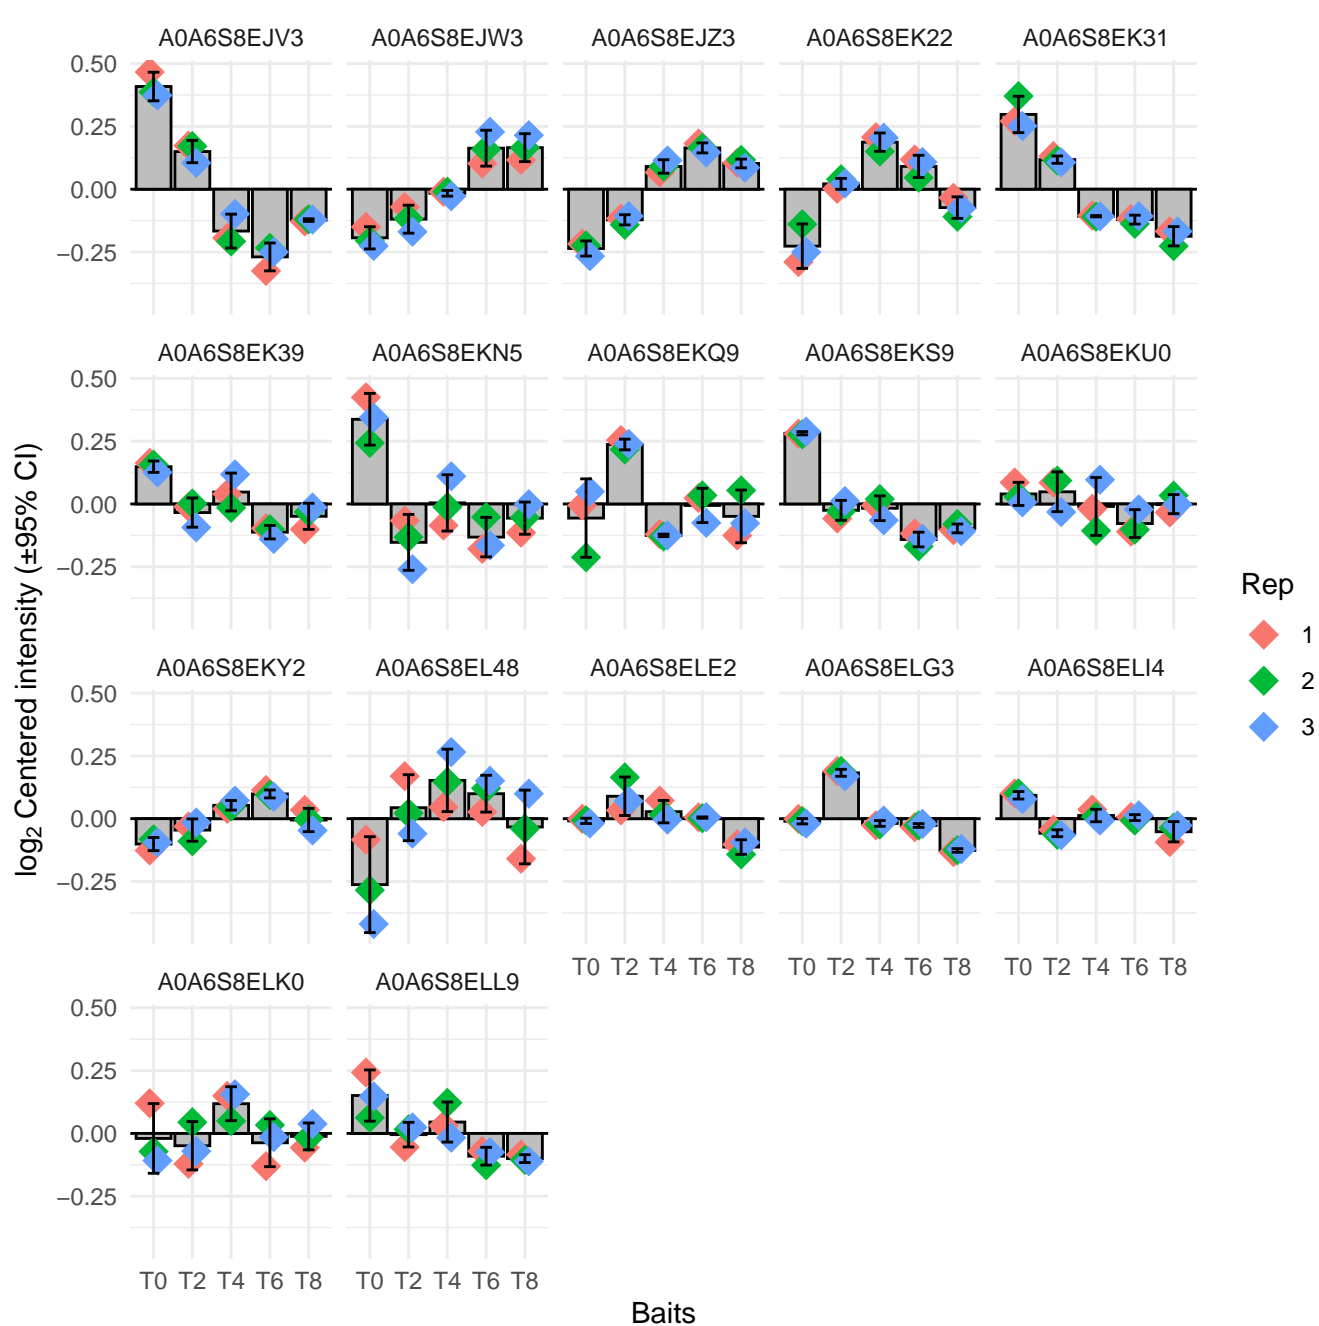 A0A6S8EJV3 A0A6S8EJW3 A0A6S8EJZ3 A0A6S8EK22 A0A6S8EK31
0.50
0.25
0.00
−0.25
A0A6S8EK39 A0A6S8EKN5 A0A6S8EKQ9 A0A6S8EKS9 A0A6S8EKU0
0.50
0.25
0.00
−0.25
A0A6S8EKY2 A0A6S8EL48 A0A6S8ELE2 A0A6S8ELG3 A0A6S8ELI4
0.50
0.25
0.00
−0.25
T0 T2 T4 T6 T8 T0 T2 T4 T6 T8 T0 T2 T4 T6 T8
A0A6S8ELK0 A0A6S8ELL9
0.50
0.25
0.00
−0.25
T0 T2 T4 T6 T8 T0 T2 T4 T6 T8
Baits
log2 Centered intensity (±95% CI)
Rep
1
2
3